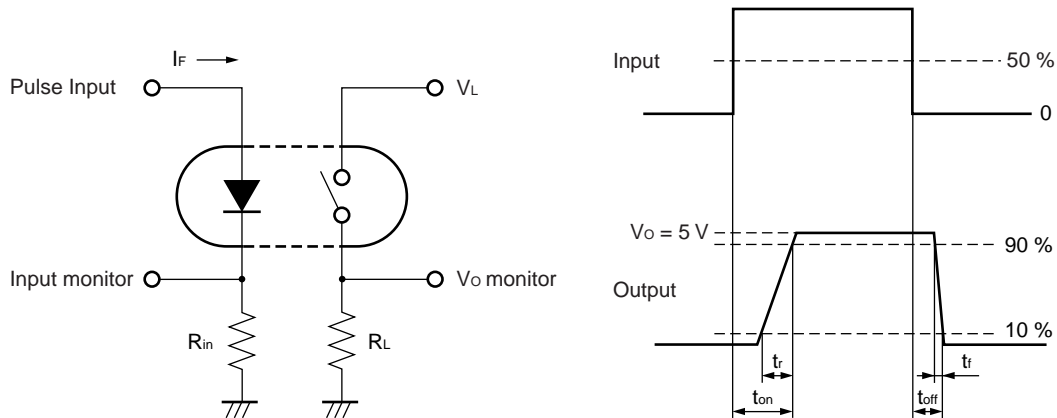 IF
Pulse Input
VL
Input monitor
VO monitor
Rin
RL
Input
50 %
0
VO = 5 V
90 %
Output
10 %
tr
tf
ton
toff